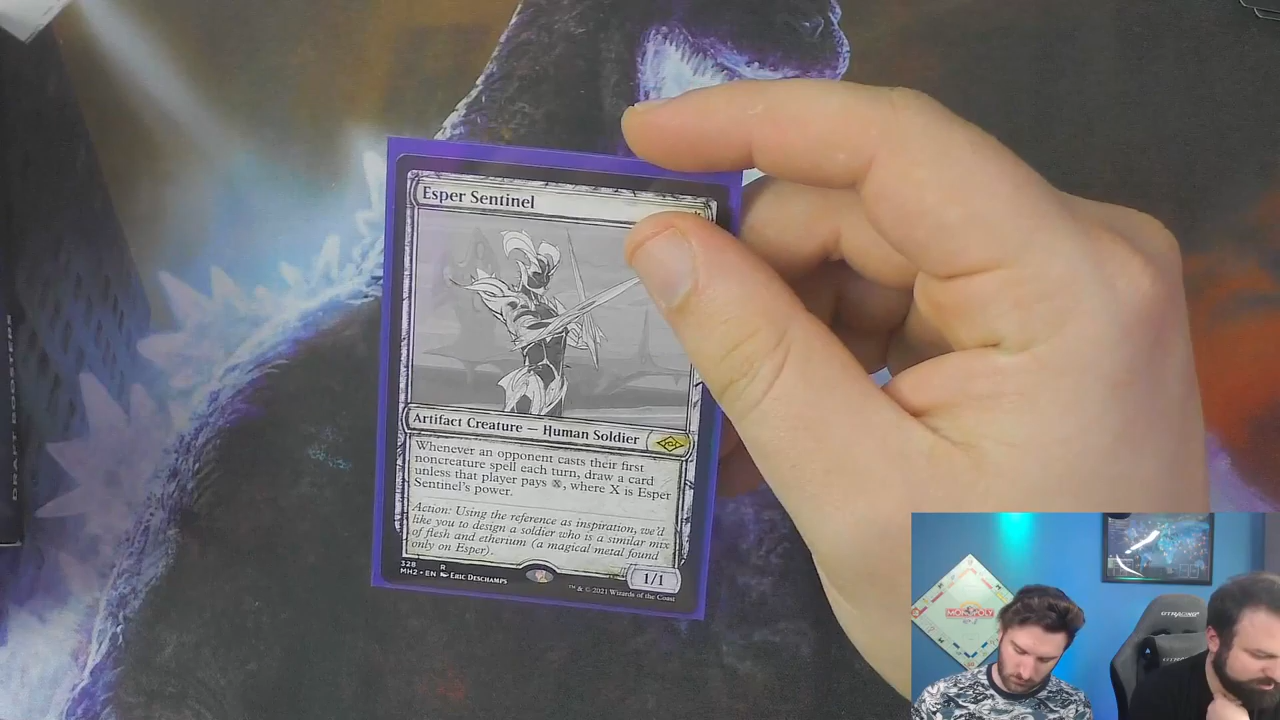 Esper Sentinel
Artifact Creature — Human Soldier
Whenever an opponent casts their first
noncreature spell each turn, draw a card
unless that player pays X, where X is Esper
Sentinel's power.
Action: Using the reference as inspiration, we'd
like you to design a soldier who is a similar mix
of flesh and etherium (a magical metal found
only on Esper).
1/1
328 R
MH2 • EN ERIC DESCHAMPS
™ & © 2021 Wizards of the Coast
DRAFT BOOSTERS
MONOPOLY
GTRACING